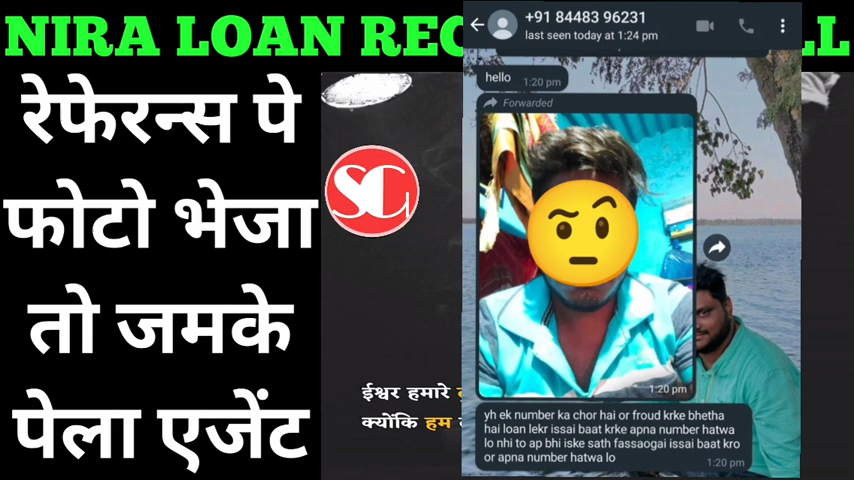 NIRA LOAN REC
LL
रेफेरन्स पे
फोटो भेजा
तो जमके
पेला एजेंट
SG
ईश्वर हमारे
क्योंकि हम
+91 84483 96231
last seen today at 1:24 pm
hello 1:20 pm
Forwarded
1:20 pm
yh ek number ka chor hai or froud krke bhetha
hai loan lekr issai baat krke apna number hatwa
lo nhi to ap bhi iske sath fassaogai issai baat kro
or apna number hatwa lo
1:20 pm